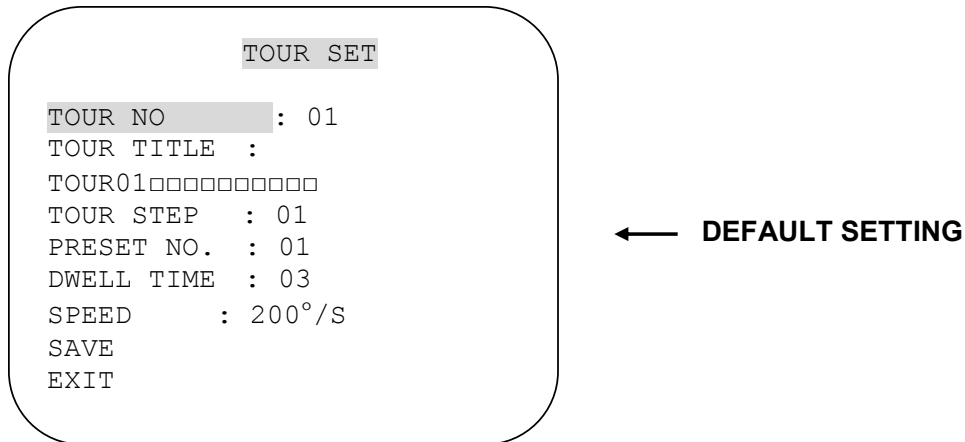 TOUR SET
TOUR NO : 01
TOUR TITLE :
TOUR01□□□□□□□□□□
TOUR STEP : 01
PRESET NO. : 01
DWELL TIME : 03
SPEED : 200°/S
SAVE
EXIT
DEFAULT SETTING